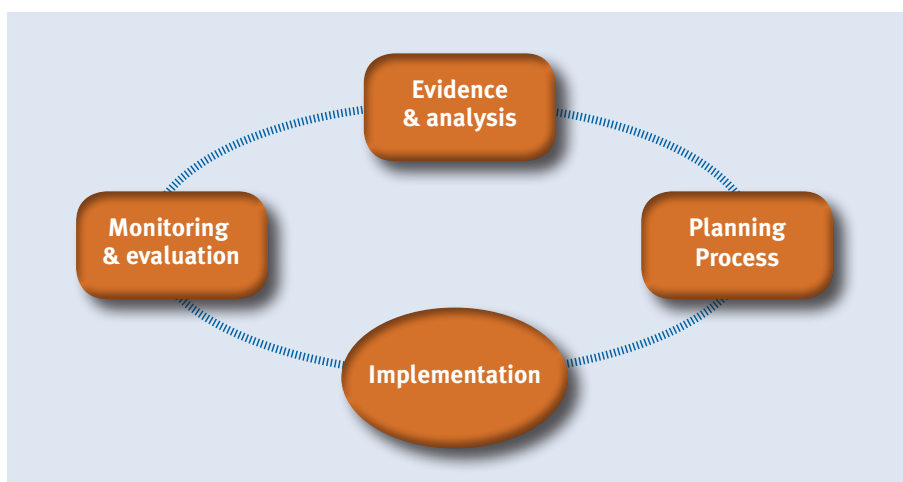 Evidence
& analysis
Monitoring
& evaluation
Planning
Process
Implementation